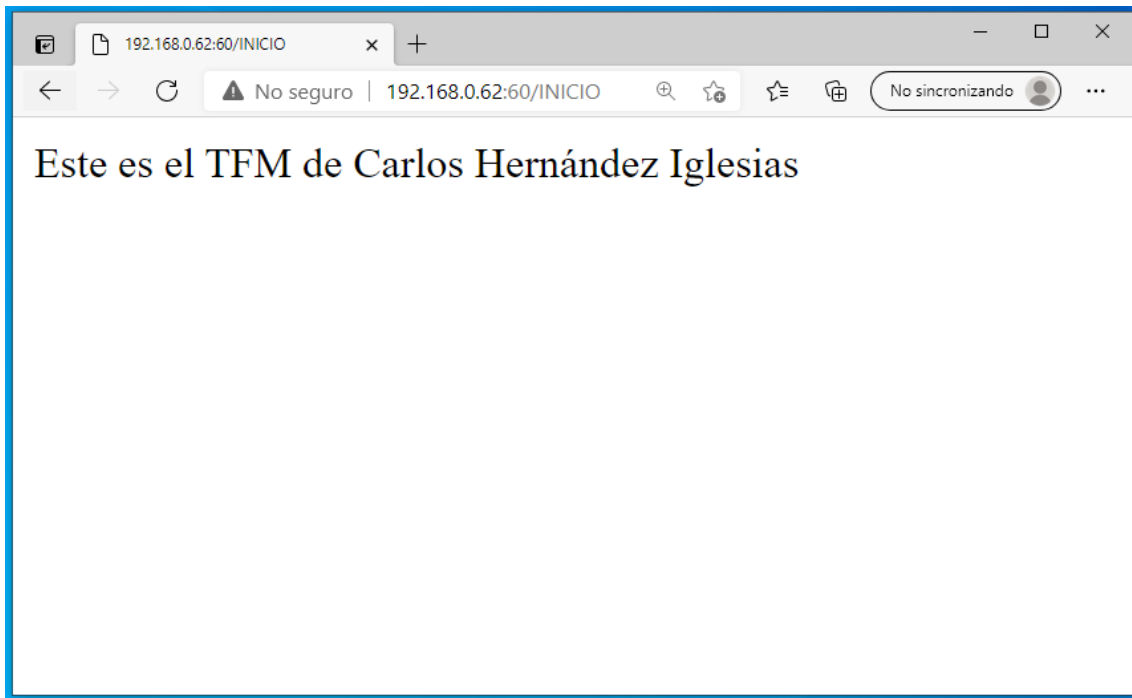 192.168.0.62:60/INICIO
No seguro | 192.168.0.62:60/INICIO
No sincronizando
Este es el TFM de Carlos Hernández Iglesias